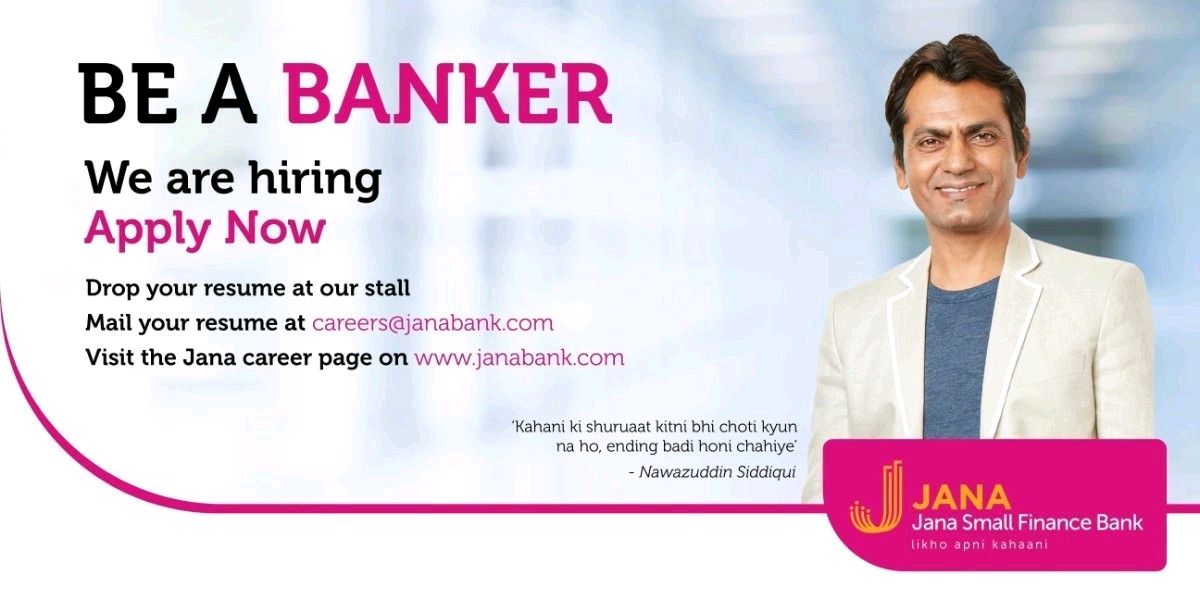 BE A BANKER
We are hiring
Apply Now
Drop your resume at our stall
Mail your resume at careers@janabank.com
Visit the Jana career page on www.janabank.com
‘Kahani ki shuruaat kitni bhi choti kyun
na ho, ending badi honi chahiye’
- Nawazuddin Siddiqui
JANA
Jana Small Finance Bank
likho apni kahaani